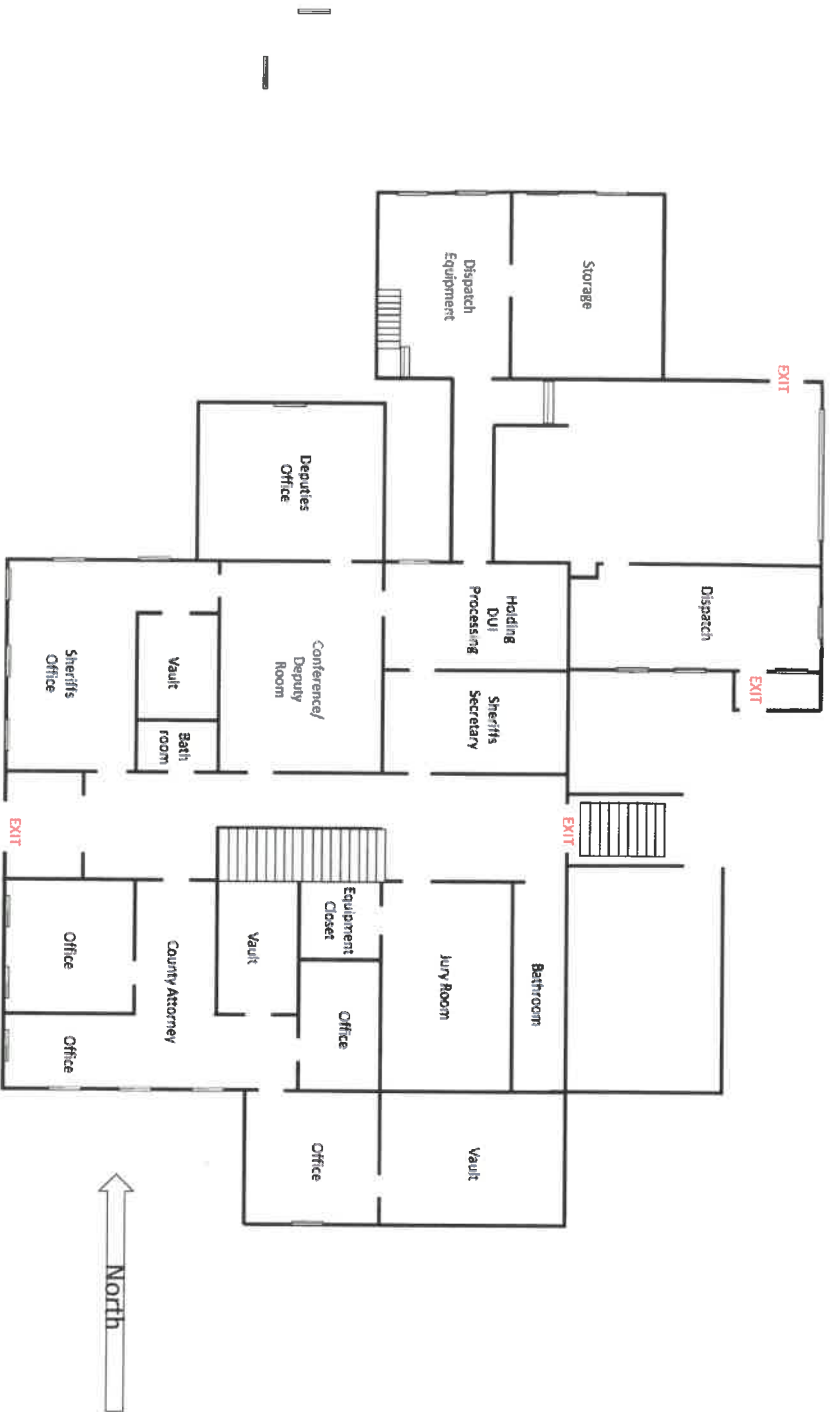 EXIT
EXIT
Dispatch
Storage
EXIT
Bathroom
Holding
DUI
Processing
Sheriffs
Secretary
Dispatch
Equipment
Vault
Jury Room
Equipment
Closet
Office
Office
Conference/
Deputy
Room
Deputies
Office
Vault
Vault
Bath
room
County Attorney
Sheriffs
Office
Office
Office
EXIT
North